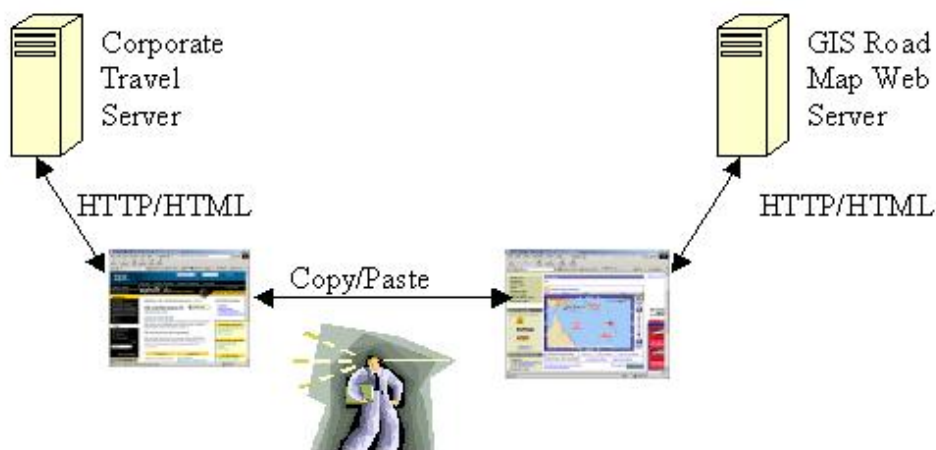 Corporate
Travel
Server
GIS Road
Map Web
Server
HTTP/HTML
HTTP/HTML
Copy/Paste